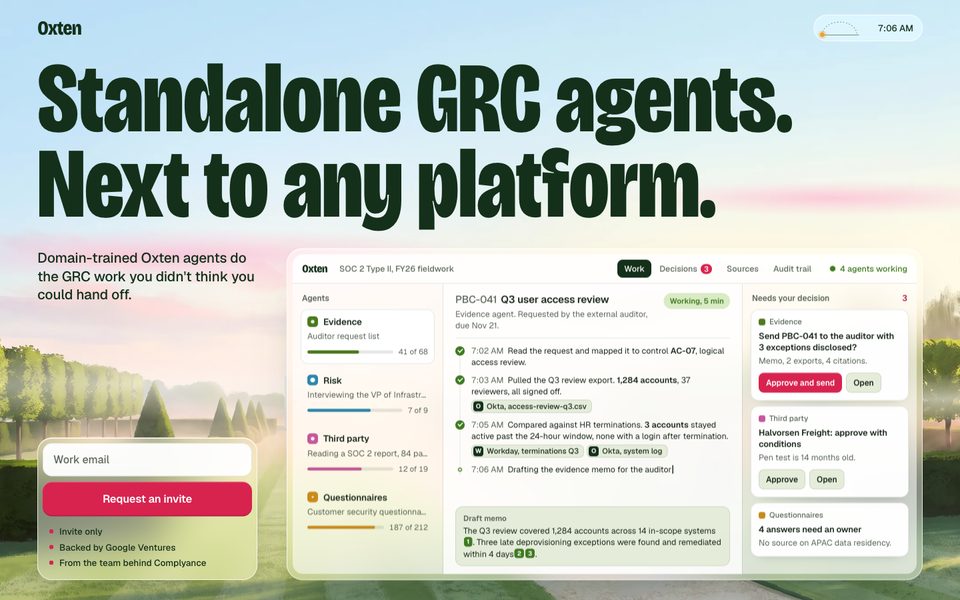 Oxten
7:06 AM
Standalone GRC agents.
Next to any platform.
Domain-trained Oxten agents do
the GRC work you didn't think you
could hand off.
Work email
Request an invite
Invite only
Backed by Google Ventures
From the team behind Complyance
Oxten
SOC 2 Type II, FY26 fieldwork
Work
Decisions 3
Sources
Audit trail
4 agents working
Agents
Evidence
Auditor request list
41 of 68
Risk
Interviewing the VP of Infrastr...
7 of 9
Third party
Reading a SOC 2 report, 84 pa...
12 of 19
Questionnaires
Customer security questionna...
187 of 212
PBC-041 Q3 user access review
Working, 5 min
Evidence agent. Requested by the external auditor,
due Nov 21.
7:02 AM Read the request and mapped it to control AC-07, logical
access review.
7:03 AM Pulled the Q3 review export. 1,284 accounts, 37
reviewers, all signed off.
O Okta, access-review-q3.csv
7:05 AM Compared against HR terminations. 3 accounts stayed
active past the 24-hour window, none with a login after termination.
W Workday, terminations Q3 O Okta, system log
7:06 AM Drafting the evidence memo for the auditor
Draft memo
The Q3 review covered 1,284 accounts across 14 in-scope systems
1. Three late deprovisioning exceptions were found and remediated
within 4 days 2 3.
Needs your decision 3
Evidence
Send PBC-041 to the auditor with
3 exceptions disclosed?
Memo, 2 exports, 4 citations.
Approve and send Open
Third party
Halvorsen Freight: approve with
conditions
Pen test is 14 months old.
Approve Open
Questionnaires
4 answers need an owner
No source on APAC data residency.